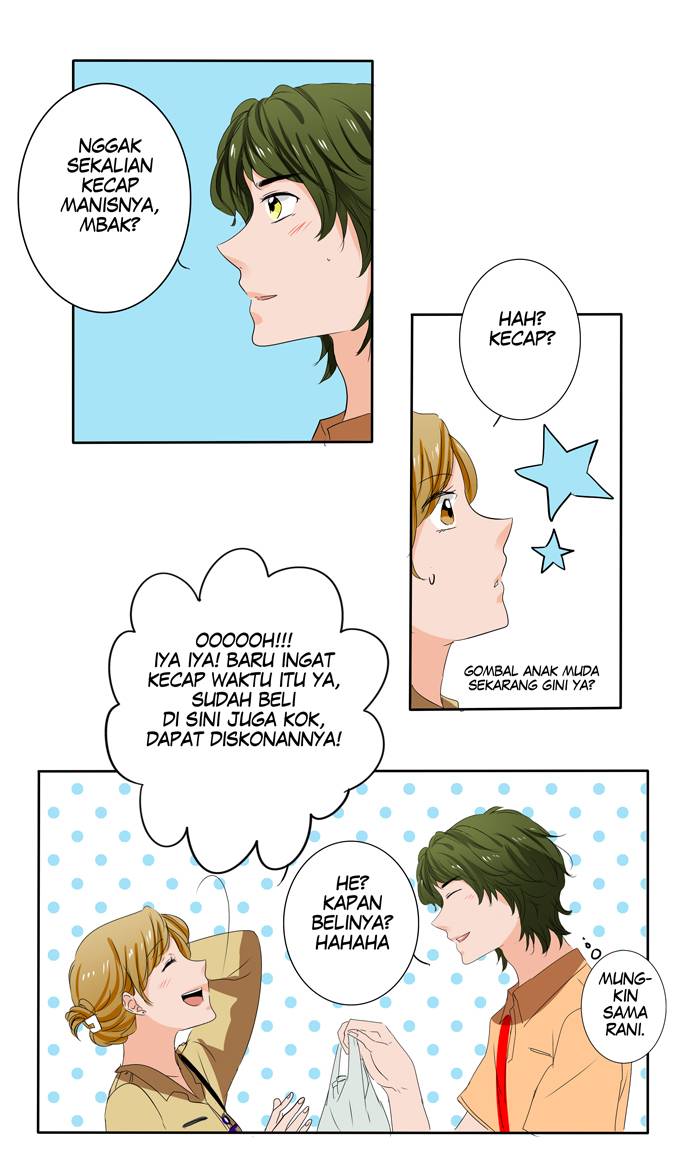 NGGAK
SEKALIAN
KECAP
MANISNYA,
MBAK?
HAH?
KECAP?
GOMBAL ANAK MUDA
SEKARANG GINI YA?
OOOOOH!!!
IYA IYA! BARU INGAT
KECAP WAKTU ITU YA,
SUDAH BELI
DI SINI JUGA KOK,
DAPAT DISKONANNYA!
HE?
KAPAN
BELINYA?
HAHAHA
MUNG-
KIN
SAMA
RANI.